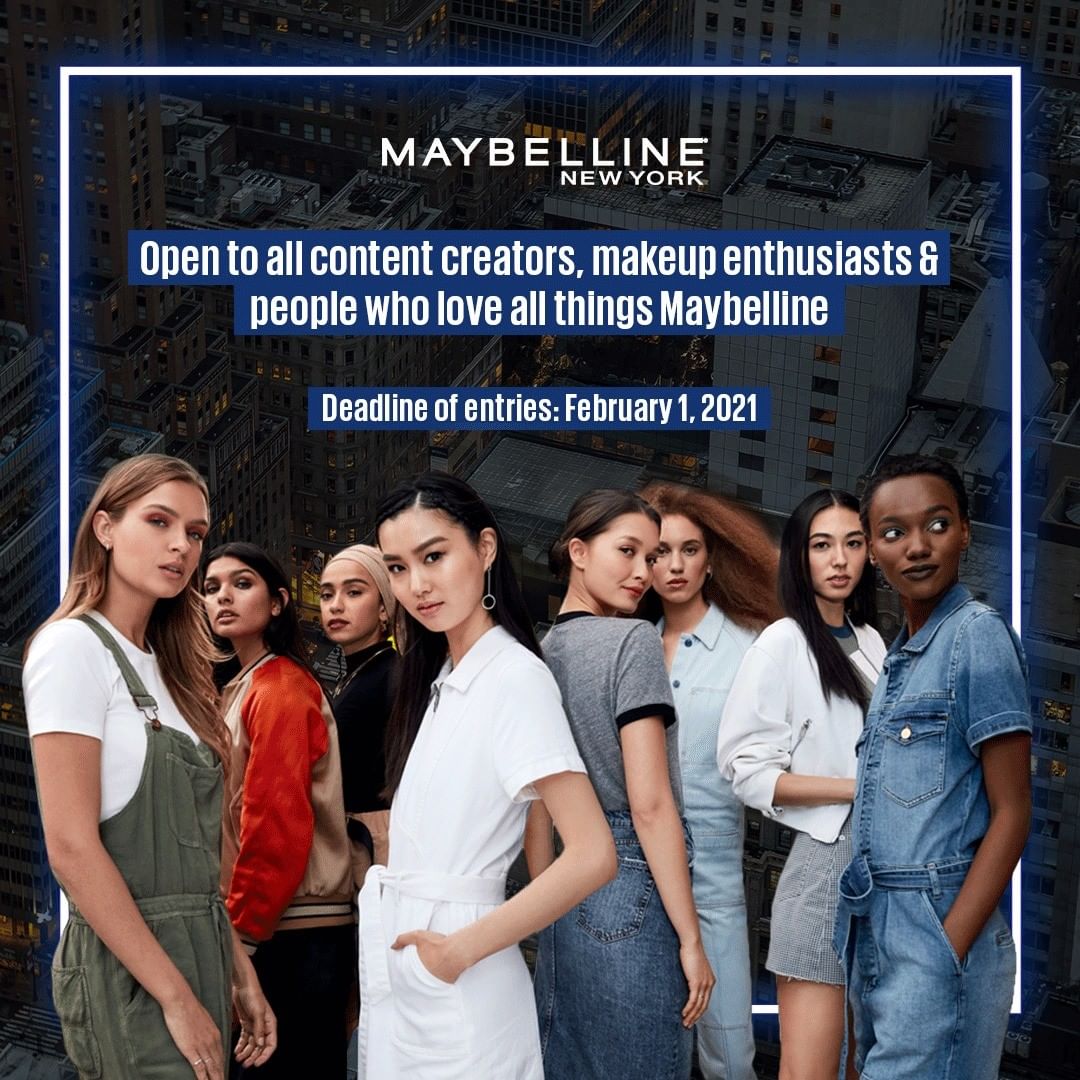 MAYBELLINE
NEW YORK
Open to all content creators, makeup enthusiasts &
people who love all things Maybelline
Deadline of entries: February 1, 2021